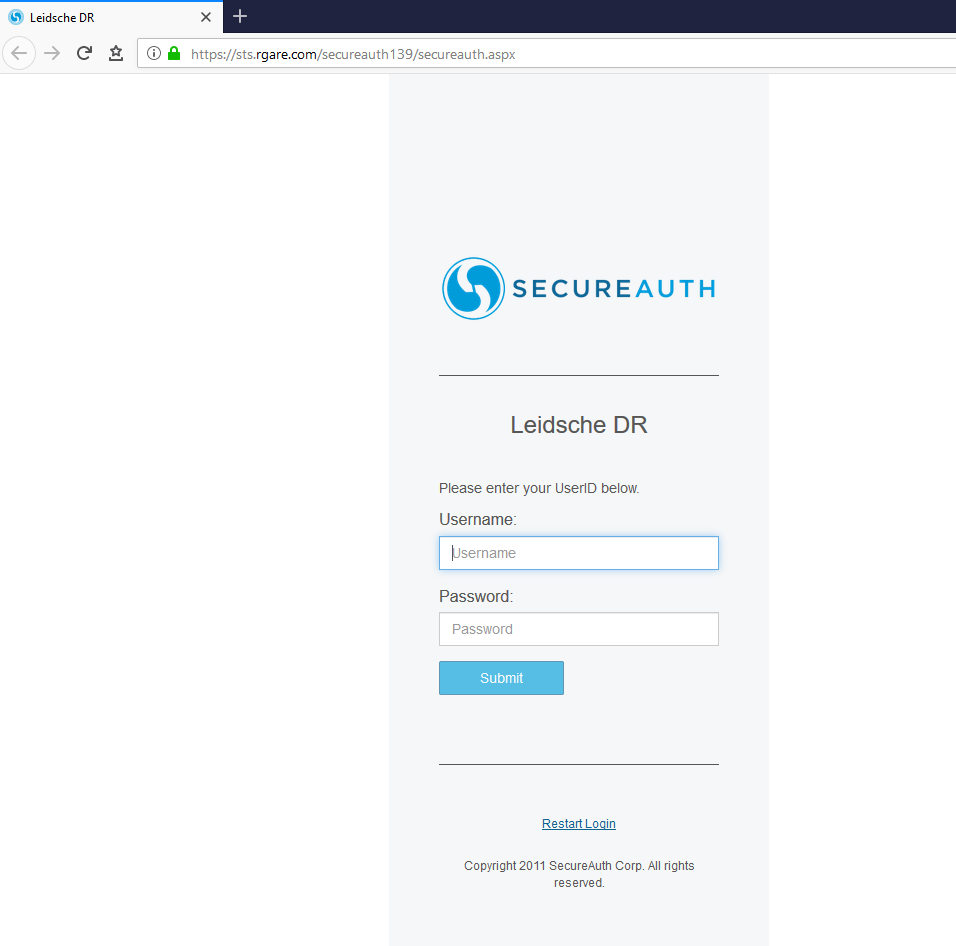 Leidsche DR
https://sts.rgare.com/secureauth139/secureauth.aspx
SECUREAUTH
Leidsche DR
Please enter your UserID below.
Username:
Username
Password:
Password
Submit
Restart Login
Copyright 2011 SecureAuth Corp. All rights
reserved.